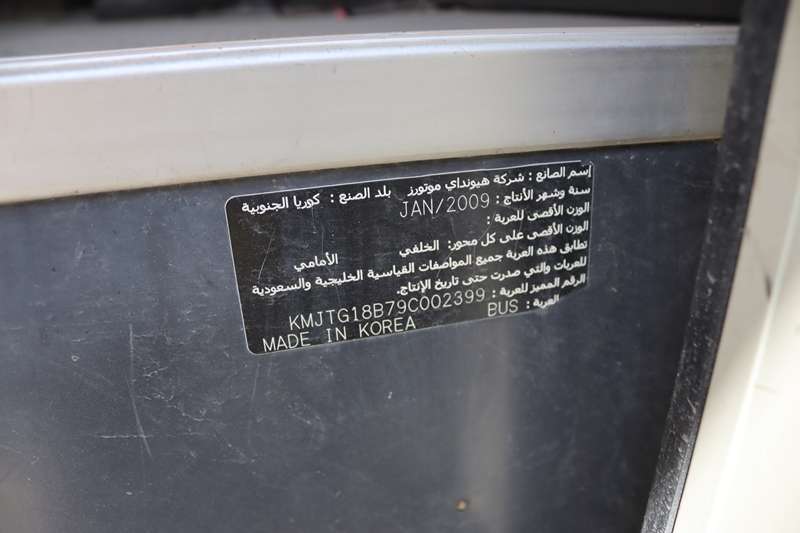 إسم الصانع : شركة هيونداي موتورز بلد الصنع : كوريا الجنوبية
سنة وشهر الأنتاج : JAN/2009
الوزن الأقصى للعربة :
الوزن الأقصى على كل محور: الخلفي الأمامي
تطابق هذه العربة جميع المواصفات القياسية الخليجية والسعودية
للعربات والتي صدرت حتى تاريخ الإنتاج.
الرقم المميز للعربة : KMJTG18B79C002399
العربة : BUS
MADE IN KOREA